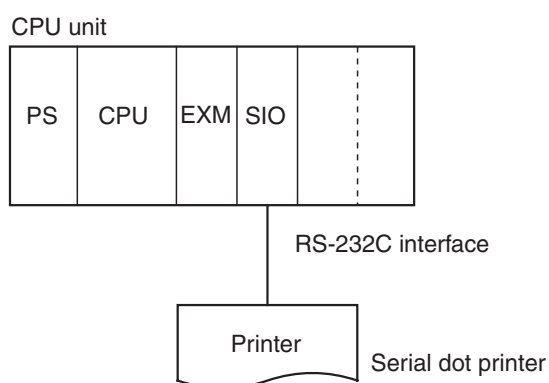 CPU unit
PS CPU EXM SIO
RS-232C interface
Printer
Serial dot printer